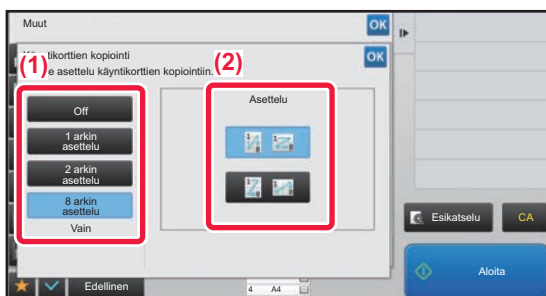 Muut
OK
Käyntikorttien kopiointi
OK
(1)
(2)
e asettelu käyntikorttien kopiointiin.
Off
1 arkin
asettelu
2 arkin
asettelu
8 arkin
asettelu
Vain
Asettelu
Esikatselu
CA
Aloita
Edellinen
4 A4